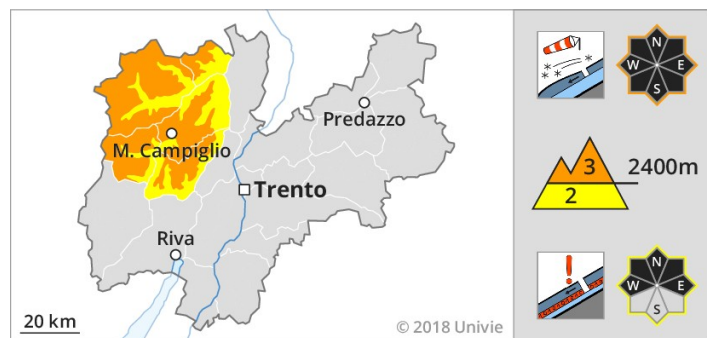 Predazzo
M. Campiglio
Trento
Riva
20 km
© 2018 Univie
N
W E
S
3 2400m
2
!
N
W E
S